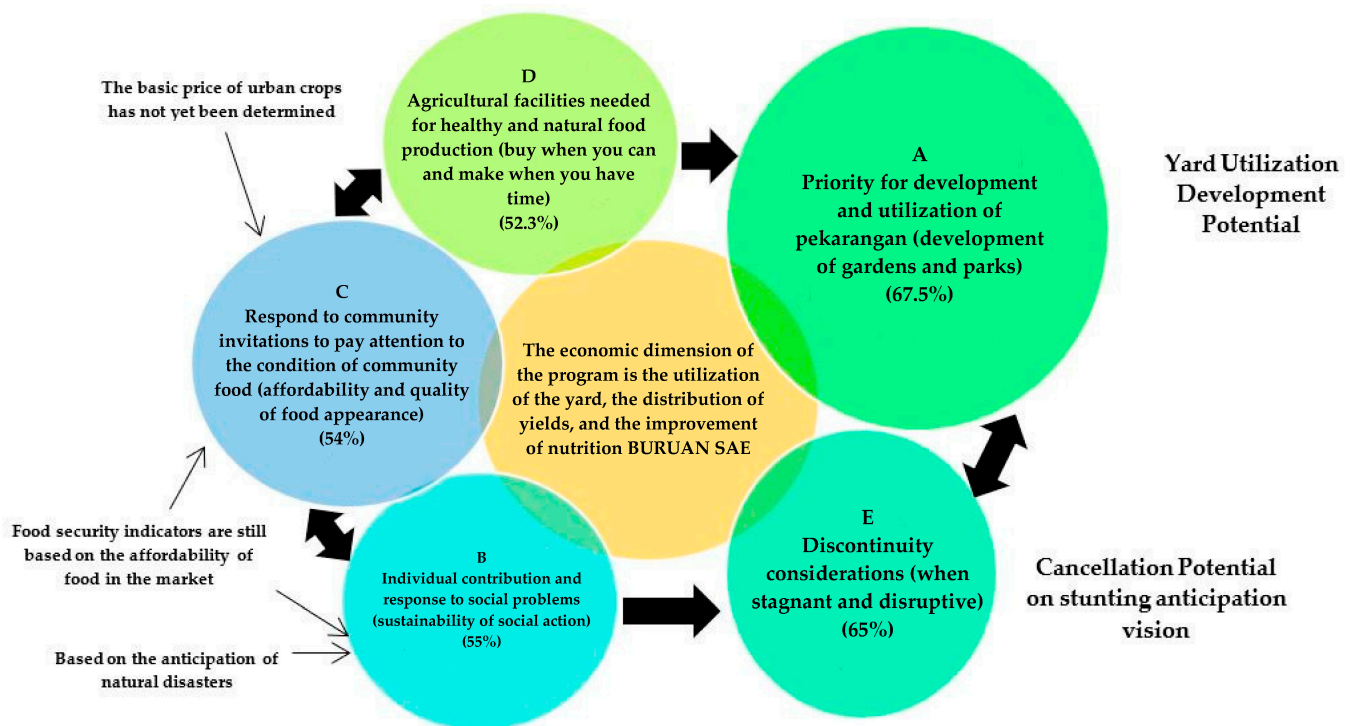 The basic price of urban crops
has not yet been determined
D
Agricultural facilities needed
for healthy and natural food
production (buy when you can
and make when you have
time)
(52.3%)
A
Priority for development
and utilization of
pekarangan (development
of gardens and parks)
(67.5%)
Yard Utilization
Development
Potential
C
Respond to community
invitations to pay attention to
the condition of community
food (affordability and quality
of food appearance)
(54%)
The economic dimension of
the program is the utilization
of the yard, the distribution of
yields, and the improvement
of nutrition BURUAN SAE
Food security indicators are still
based on the affordability of
food in the market
B
Individual contribution and
response to social problems
(sustainability of social action)
(55%)
E
Discontinuity
considerations (when
stagnant and disruptive)
(65%)
Cancellation Potential
on stunting anticipation
vision
Based on the anticipation of
natural disasters